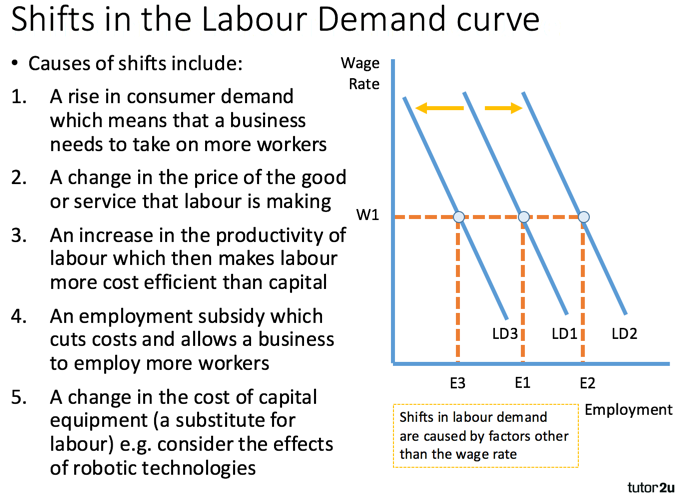 Shifts in the Labour Demand curve
• Causes of shifts include:
1. A rise in consumer demand
which means that a business
needs to take on more workers
2. A change in the price of the good
or service that labour is making
3. An increase in the productivity of
labour which then makes labour
more cost efficient than capital
4. An employment subsidy which
cuts costs and allows a business
to employ more workers
5. A change in the cost of capital
equipment (a substitute for
labour) e.g. consider the effects
of robotic technologies
Wage
Rate
W1
LD3 LD1 LD2
E3 E1 E2
Employment
Shifts in labour demand
are caused by factors other
than the wage rate
tutor2u